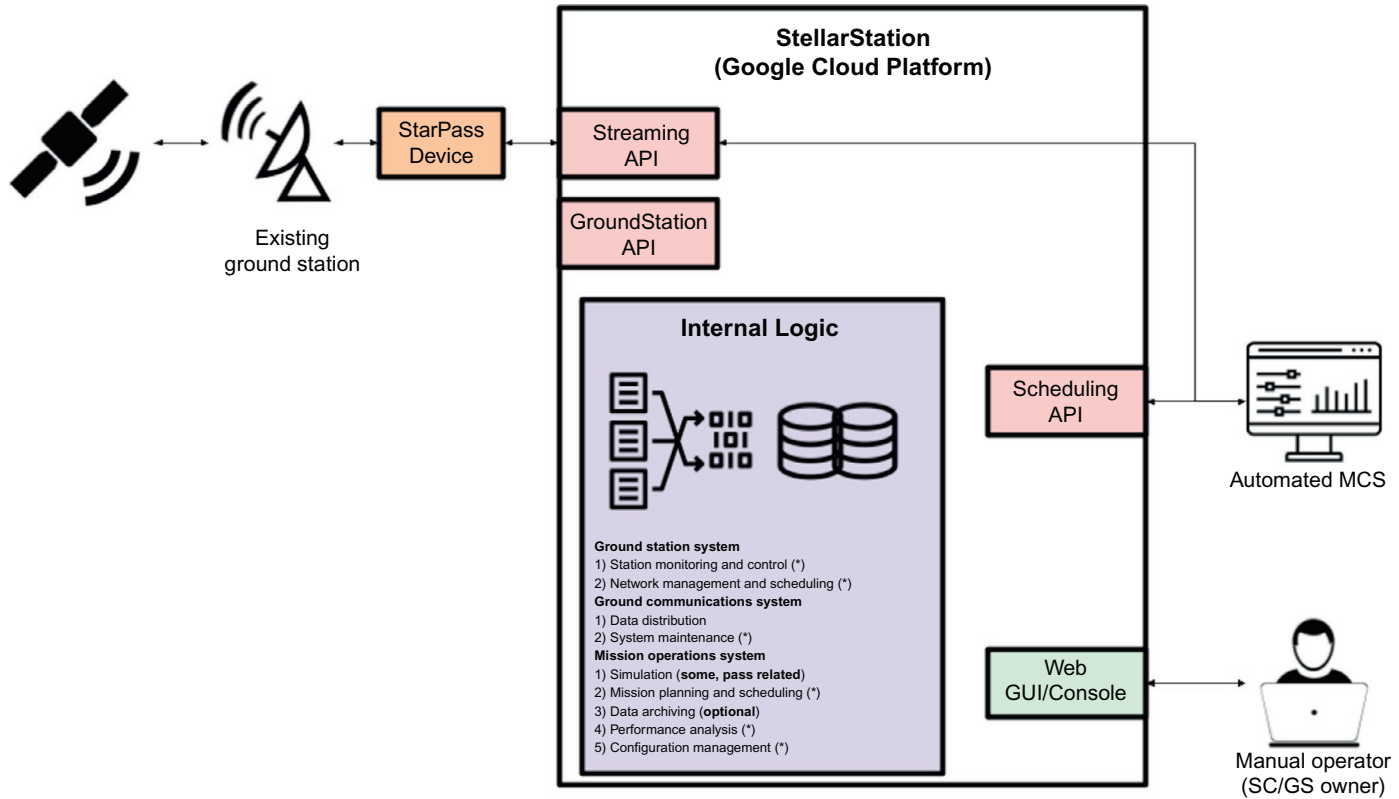 StellarStation
(Google Cloud Platform)
StarPass
Device
Streaming
API
GroundStation
API
Existing
ground station
Internal Logic
Scheduling
API
Automated MCS
Ground station system
1) Station monitoring and control (*)
2) Network management and scheduling (*)
Ground communications system
1) Data distribution
2) System maintenance (*)
Mission operations system
1) Simulation (some, pass related)
2) Mission planning and scheduling (*)
3) Data archiving (optional)
4) Performance analysis (*)
5) Configuration management (*)
Web
GUI/Console
Manual operator
(SC/GS owner)